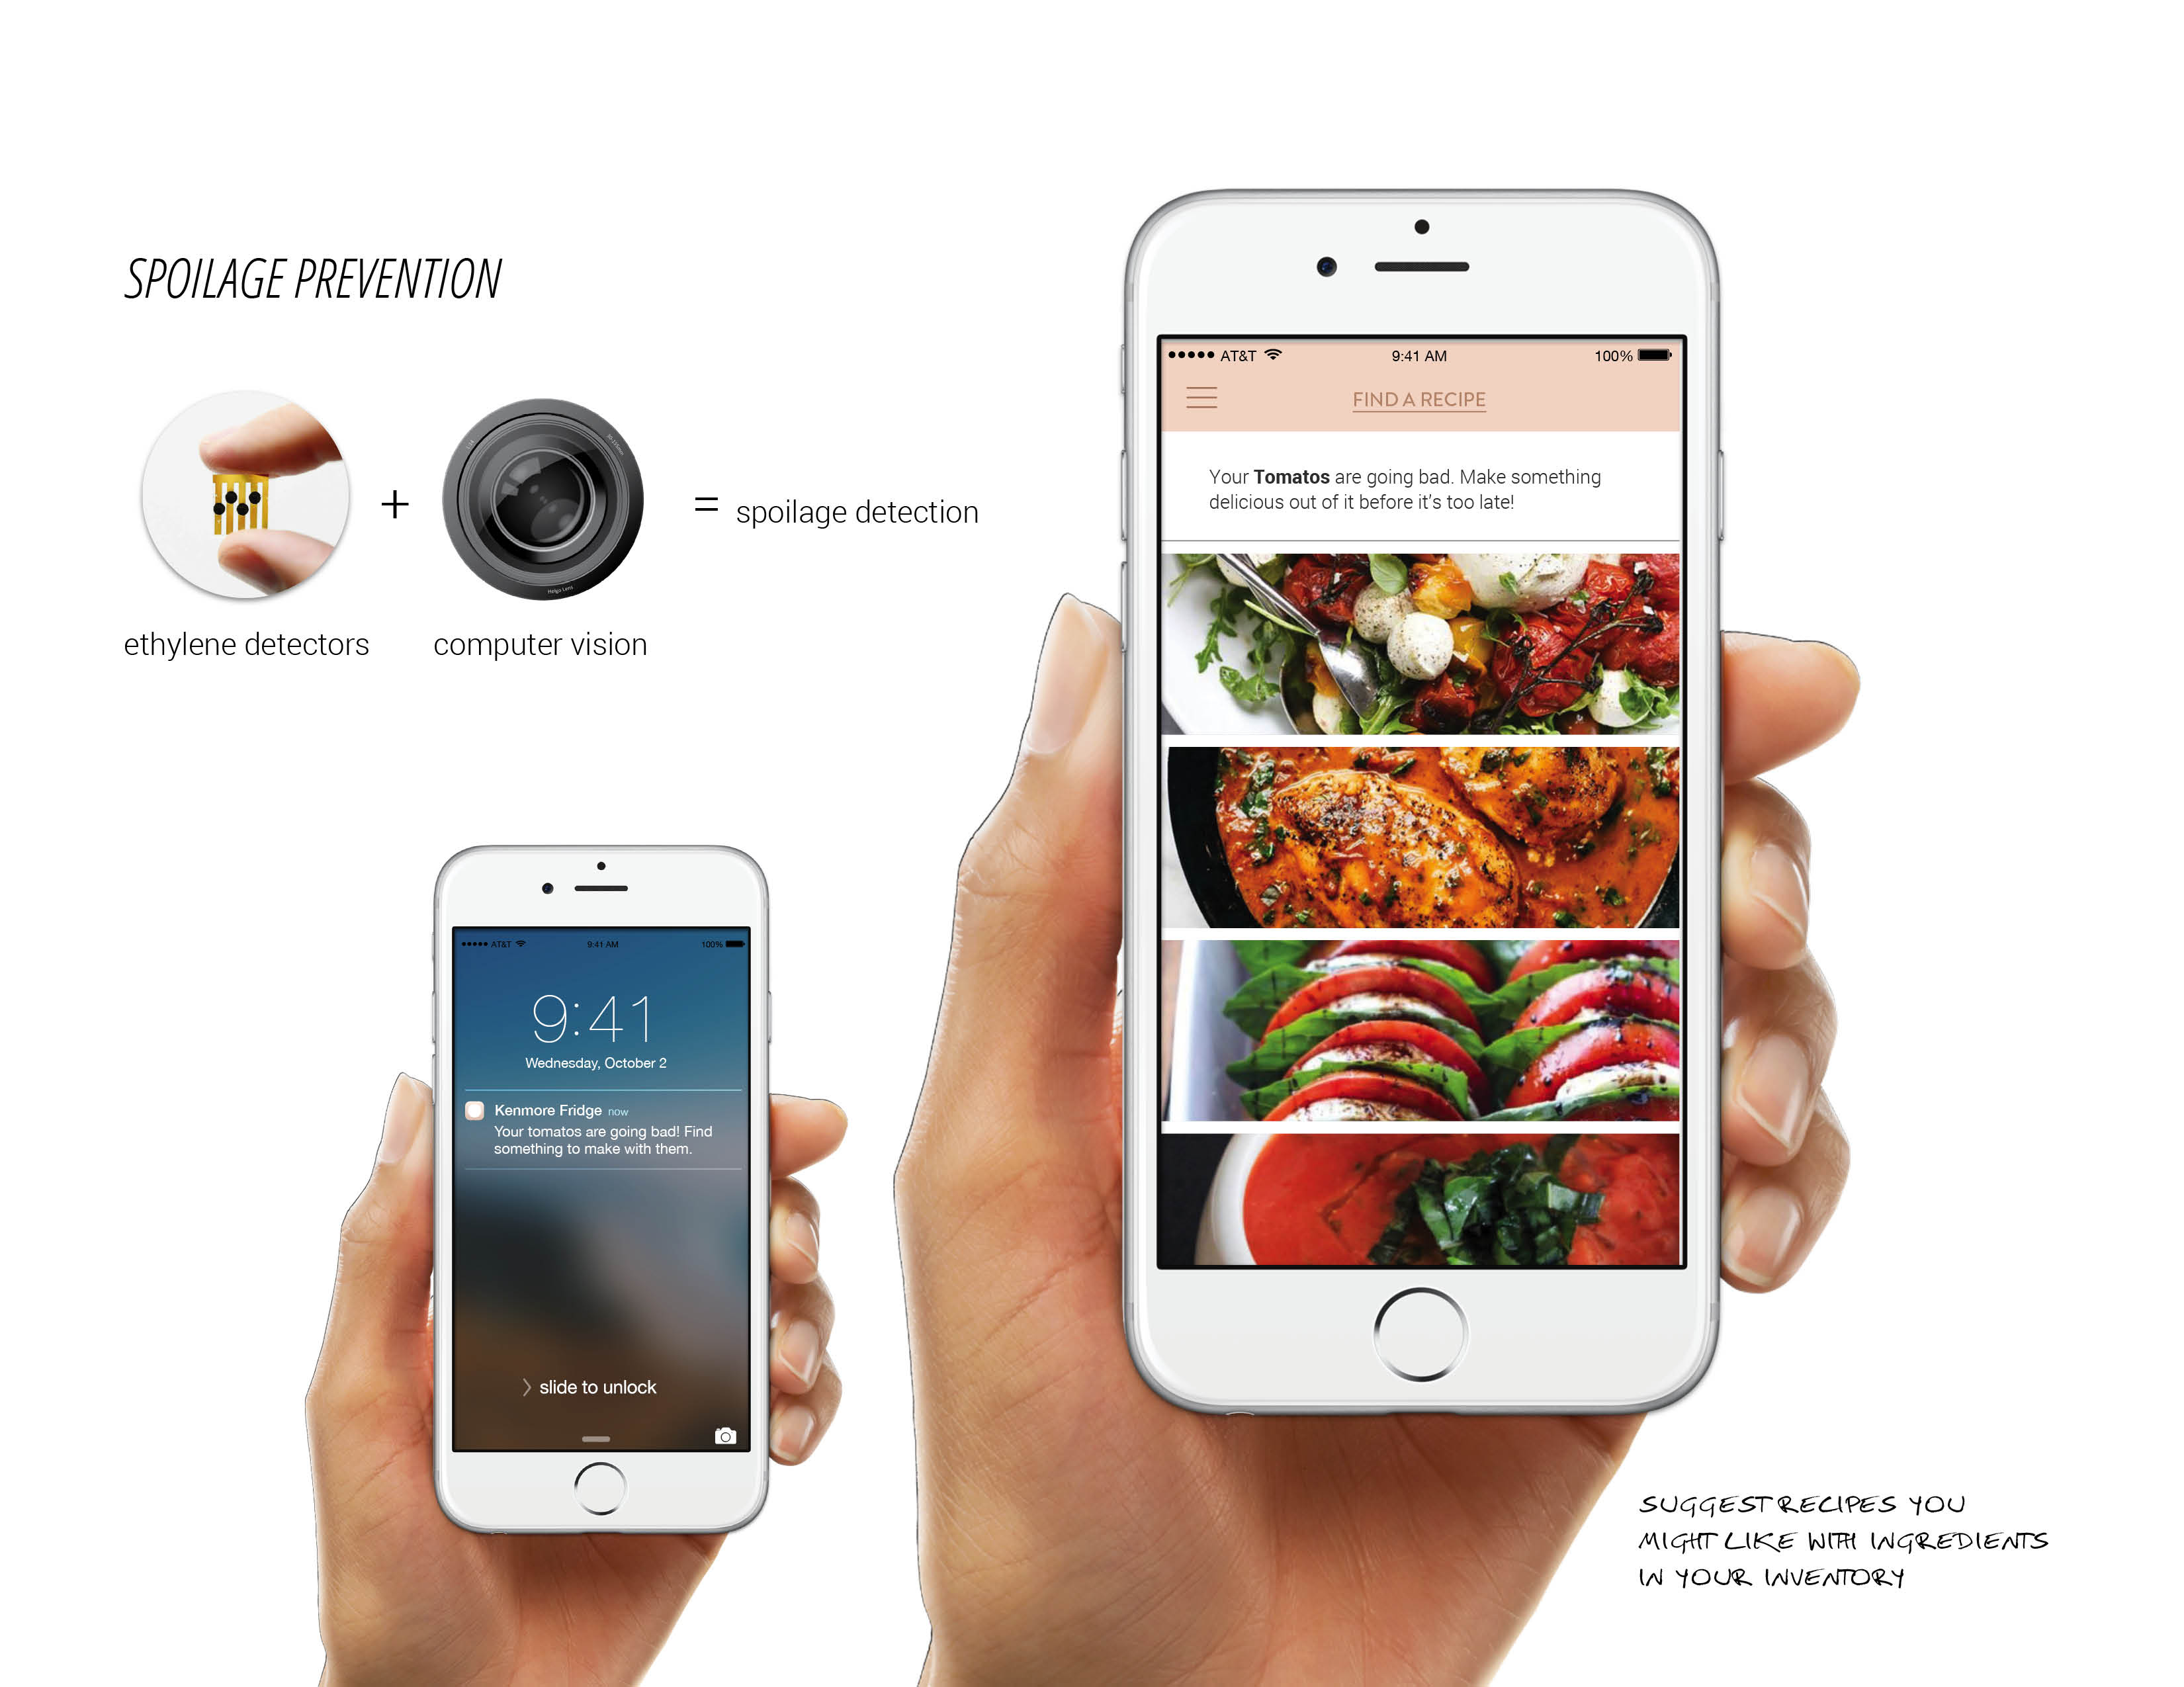 SPOILAGE PREVENTION
+
= spoilage detection
ethylene detectors
computer vision
Helga Lens
AT&T 9:41 AM 100%
9:41
Wednesday, October 2
Kenmore Fridge now
Your tomatos are going bad! Find
something to make with them.
> slide to unlock
AT&T 9:41 AM 100%
FIND A RECIPE
Your Tomatos are going bad. Make something
delicious out of it before it's too late!
SUGGEST RECIPES YOU
MIGHT LIKE WITH INGREDIENTS
IN YOUR INVENTORY